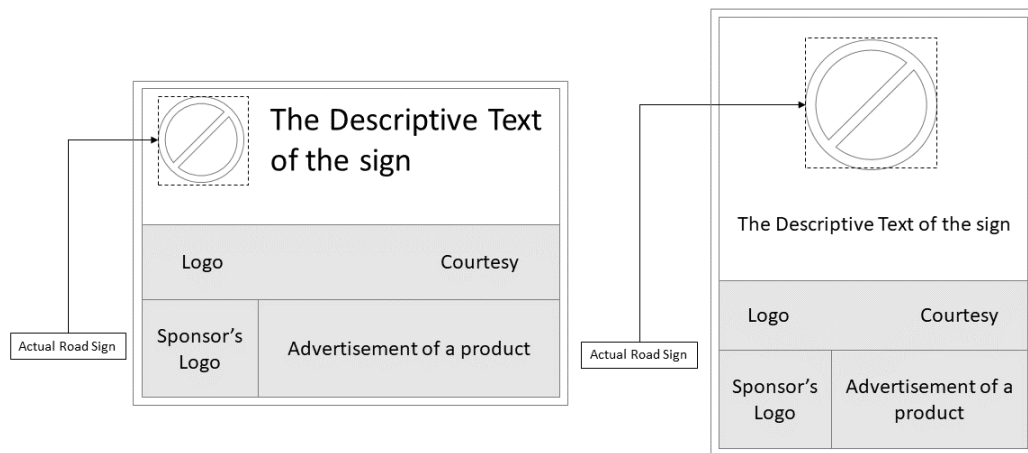 The Descriptive Text
of the sign
Logo
Courtesy
Sponsor's
Logo
Advertisement of a product
Actual Road Sign
The Descriptive Text of the sign
Logo
Courtesy
Sponsor's
Logo
Advertisement of a
product
Actual Road Sign